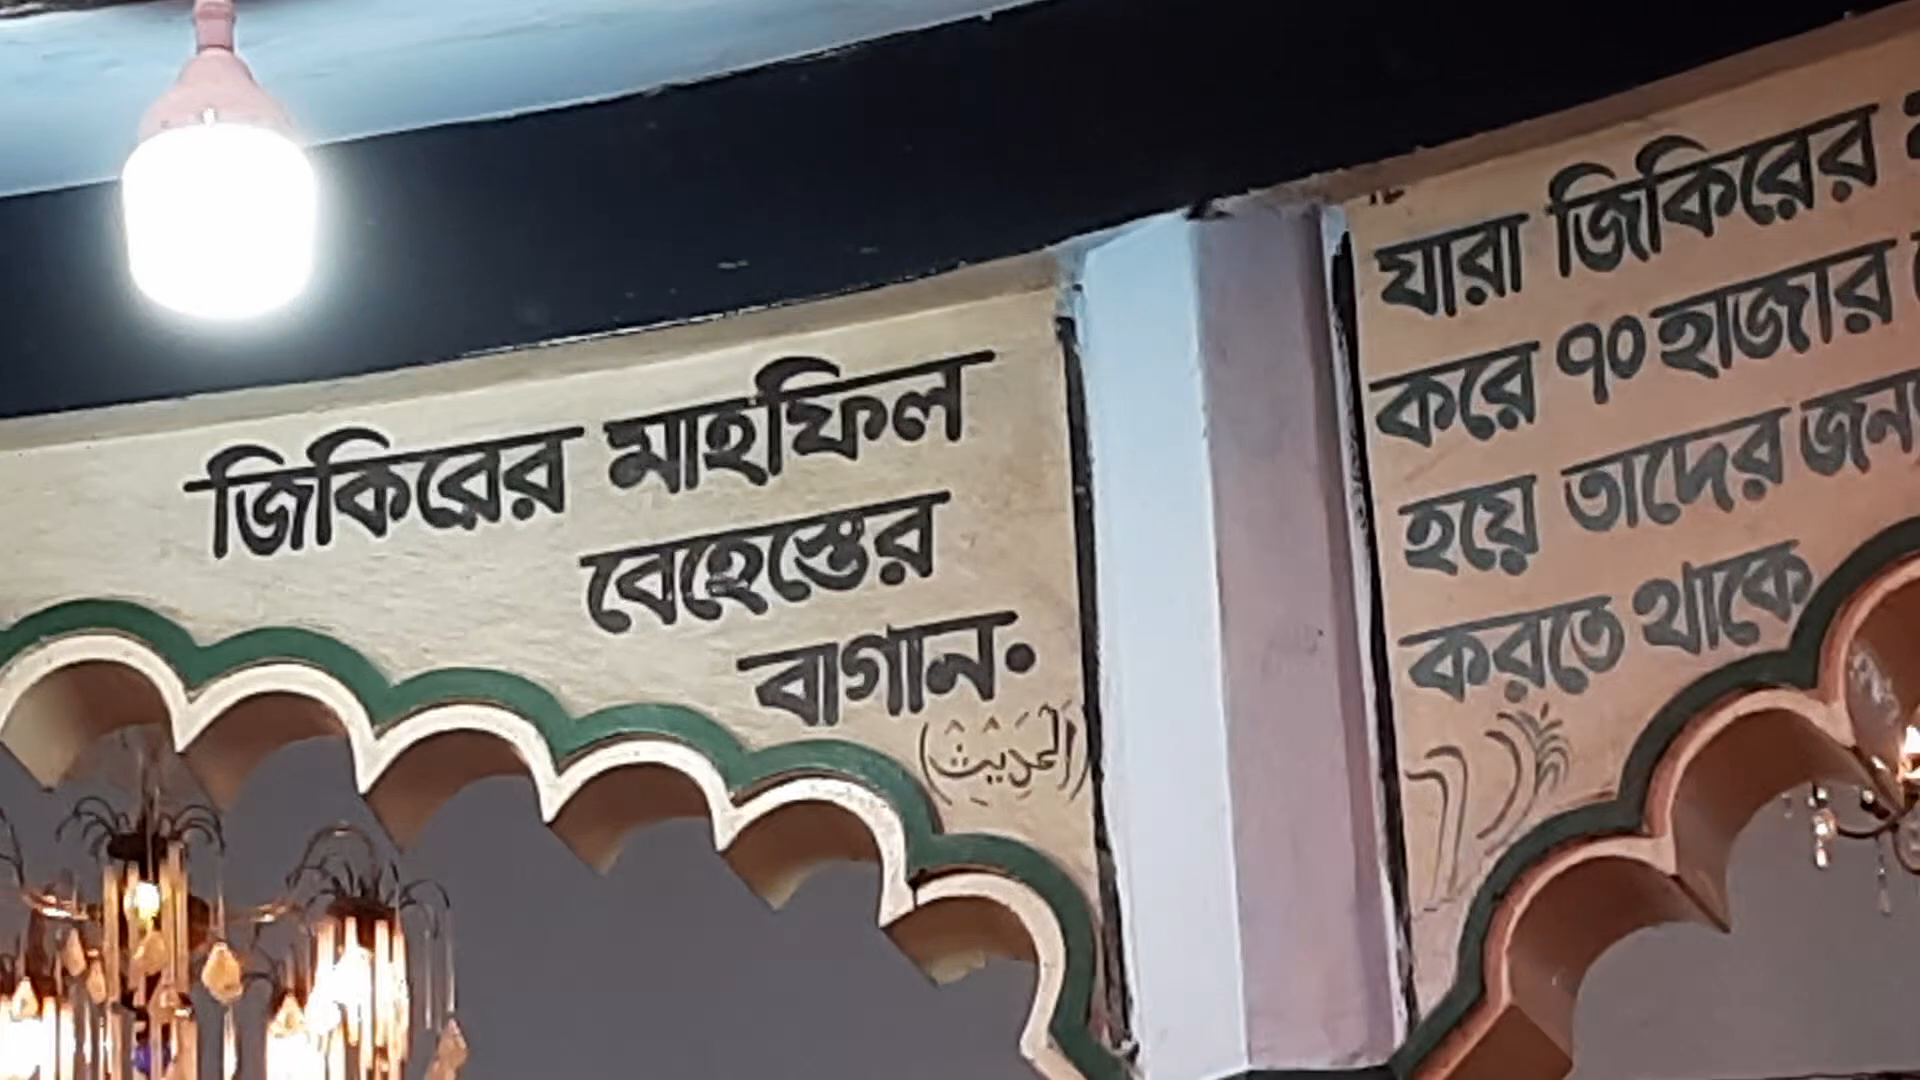 জিকিরের মাহফিল
বেহেস্তের
বাগান.
(الحديث)
যারা জিকিরের
করে ৭০ হাজার
হয়ে তাদের জন্য
করতে থাকে